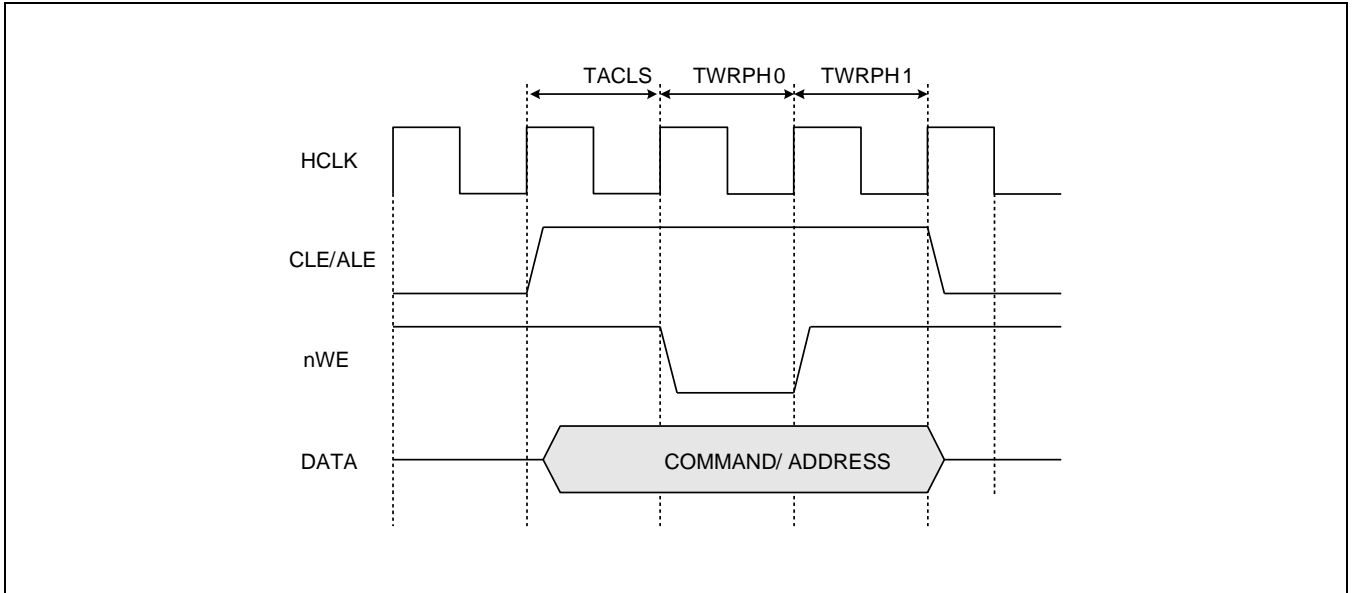 TACLS TWRPH0 TWRPH1
HCLK
CLE/ALE
nWE
DATA COMMAND/ ADDRESS